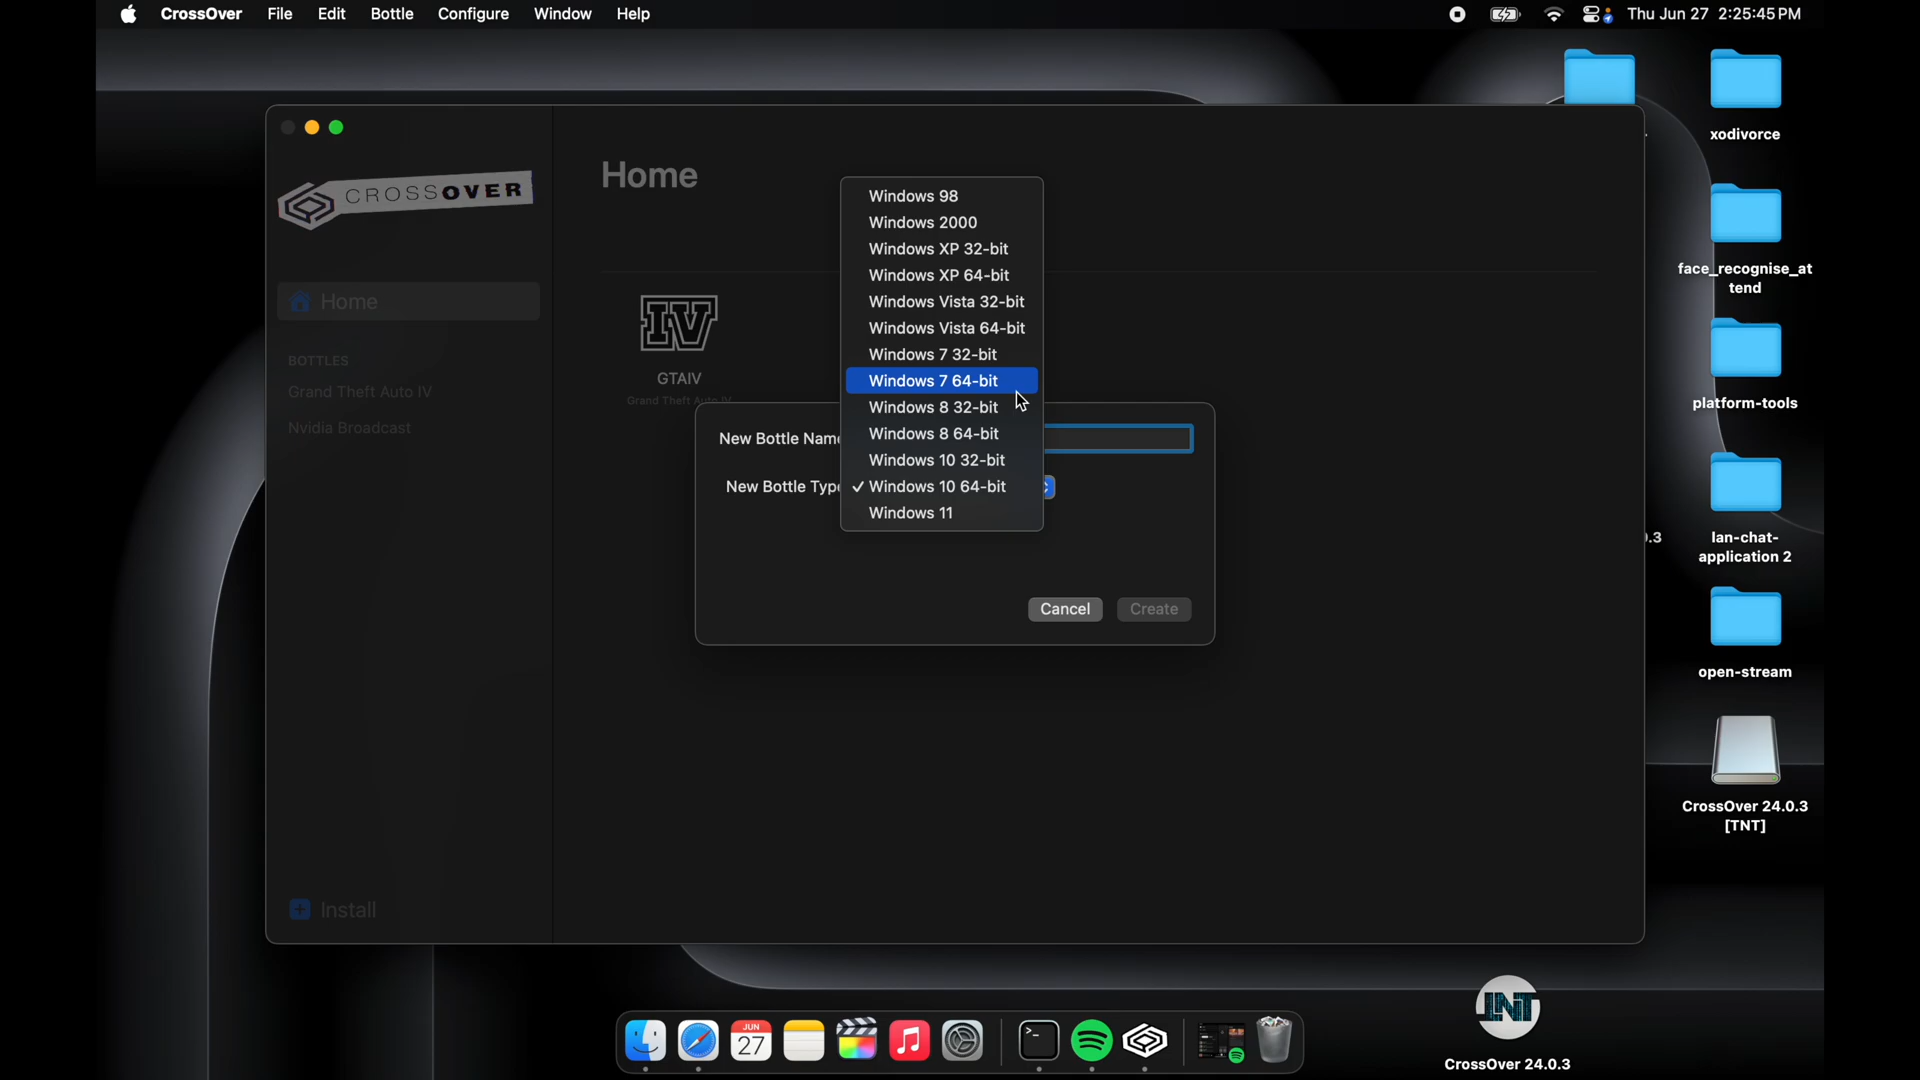 CrossOver File Edit Bottle Configure Window Help
Thu Jun 27 2:25:45 PM
xodivorce
face_recognise_at
tend
platform-tools
.3
lan-chat-
application 2
open-stream
CrossOver 24.0.3
[TNT]
CROSSOVER
Home
BOTTLES
Grand Theft Auto IV
Nvidia Broadcast
Install
Home
IV
GTAIV
Grand Theft Auto IV
Windows 98
Windows 2000
Windows XP 32-bit
Windows XP 64-bit
Windows Vista 32-bit
Windows Vista 64-bit
Windows 7 32-bit
Windows 7 64-bit
Windows 8 32-bit
Windows 8 64-bit
Windows 10 32-bit
✓ Windows 10 64-bit
Windows 11
New Bottle Name
New Bottle Type
Cancel
Create
JUN
27
TNT
CrossOver 24.0.3